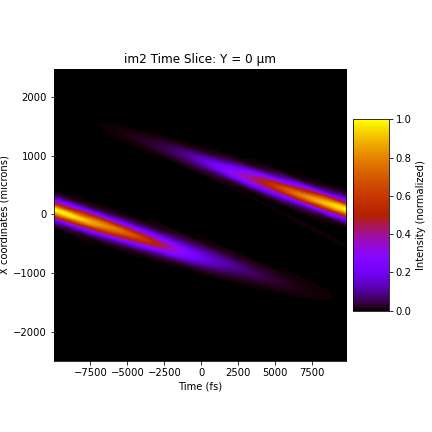 im2 Time Slice: Y = 0 μm
2000
1000
0
−1000
−2000
X coordinates (microns)
−7500 −5000 −2500 0 2500 5000 7500
Time (fs)
1.0
0.8
0.6
0.4
0.2
0.0
Intensity (normalized)